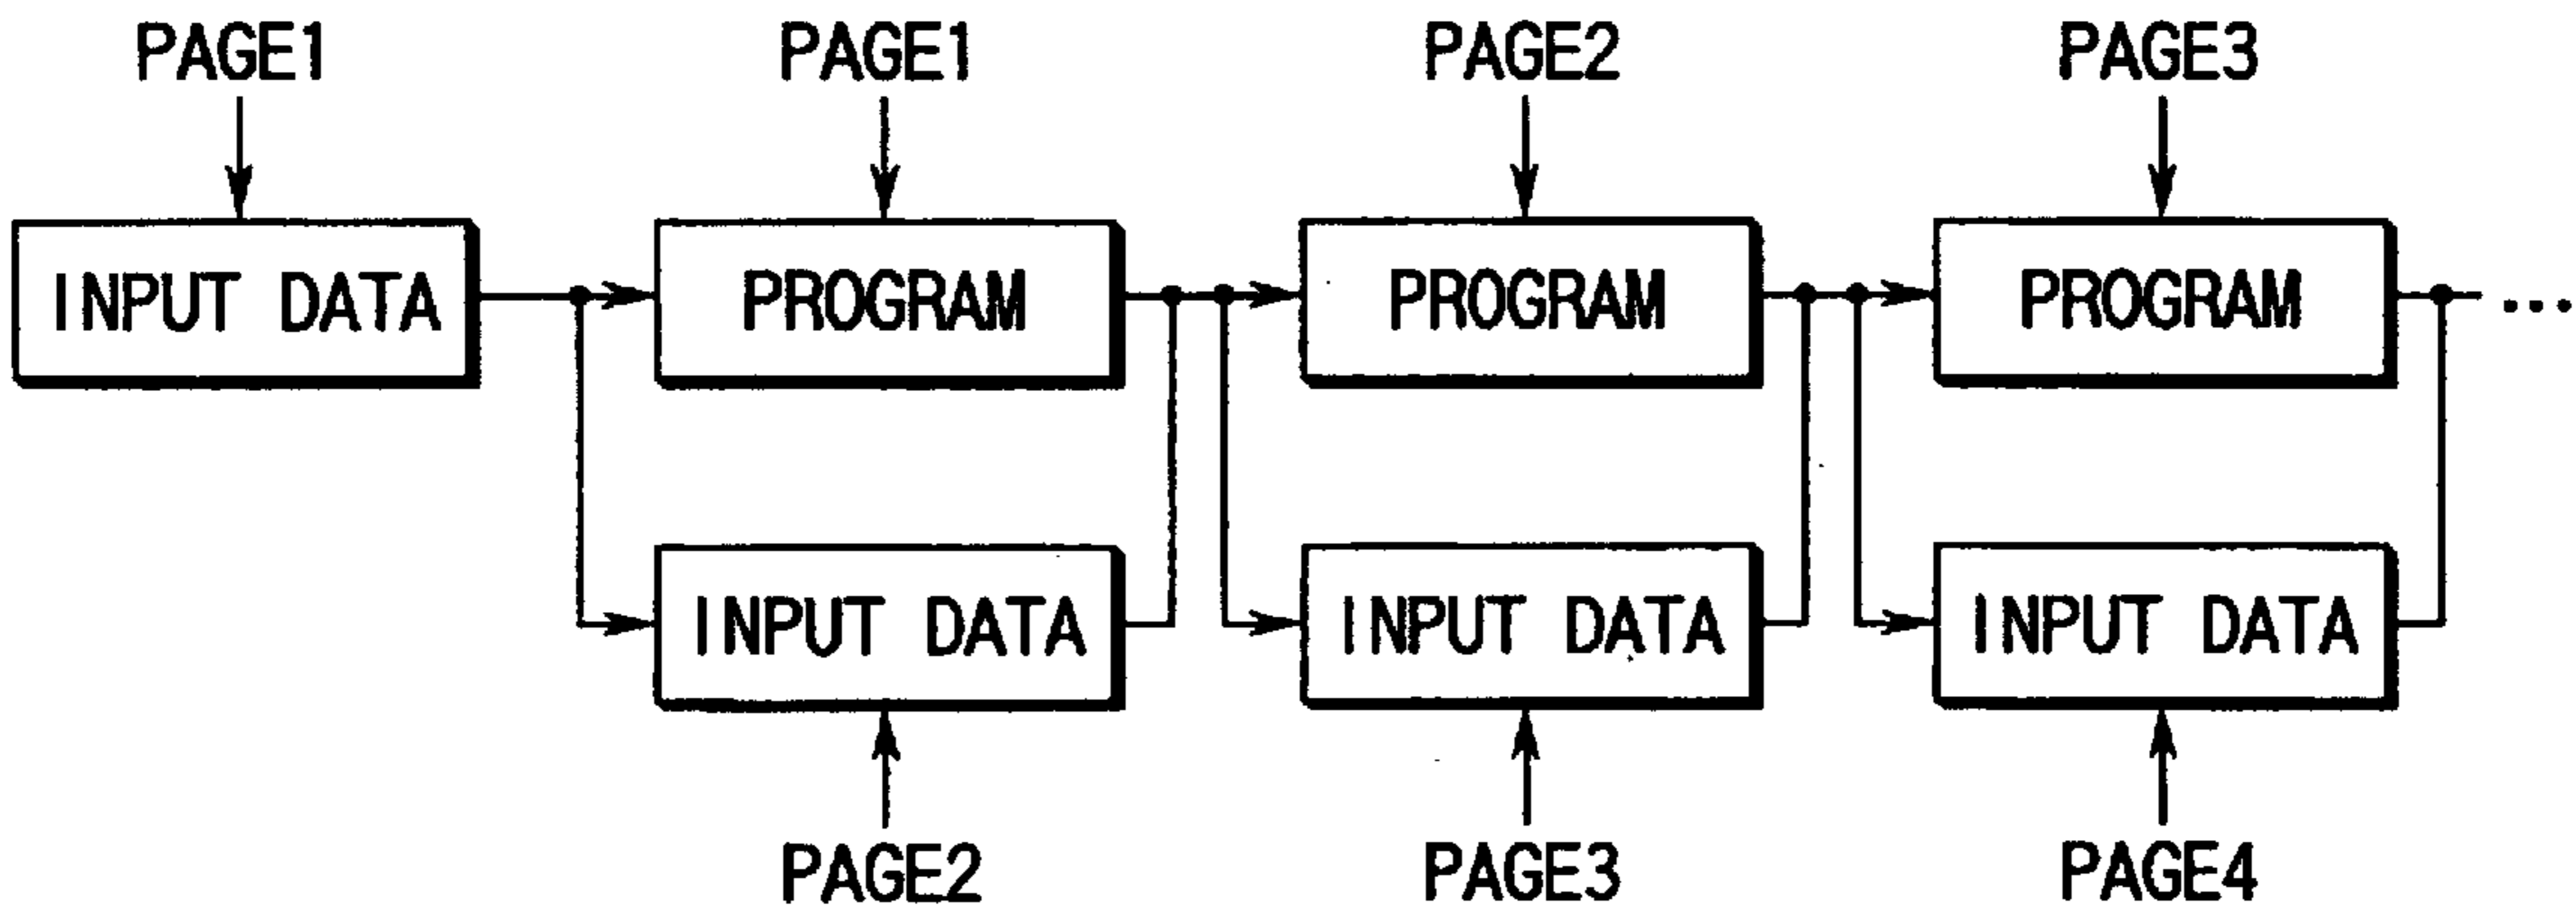 PAGE1 PAGE1 PAGE2 PAGE3
INPUT DATA PROGRAM PROGRAM PROGRAM ...
INPUT DATA INPUT DATA INPUT DATA
PAGE2 PAGE3 PAGE4